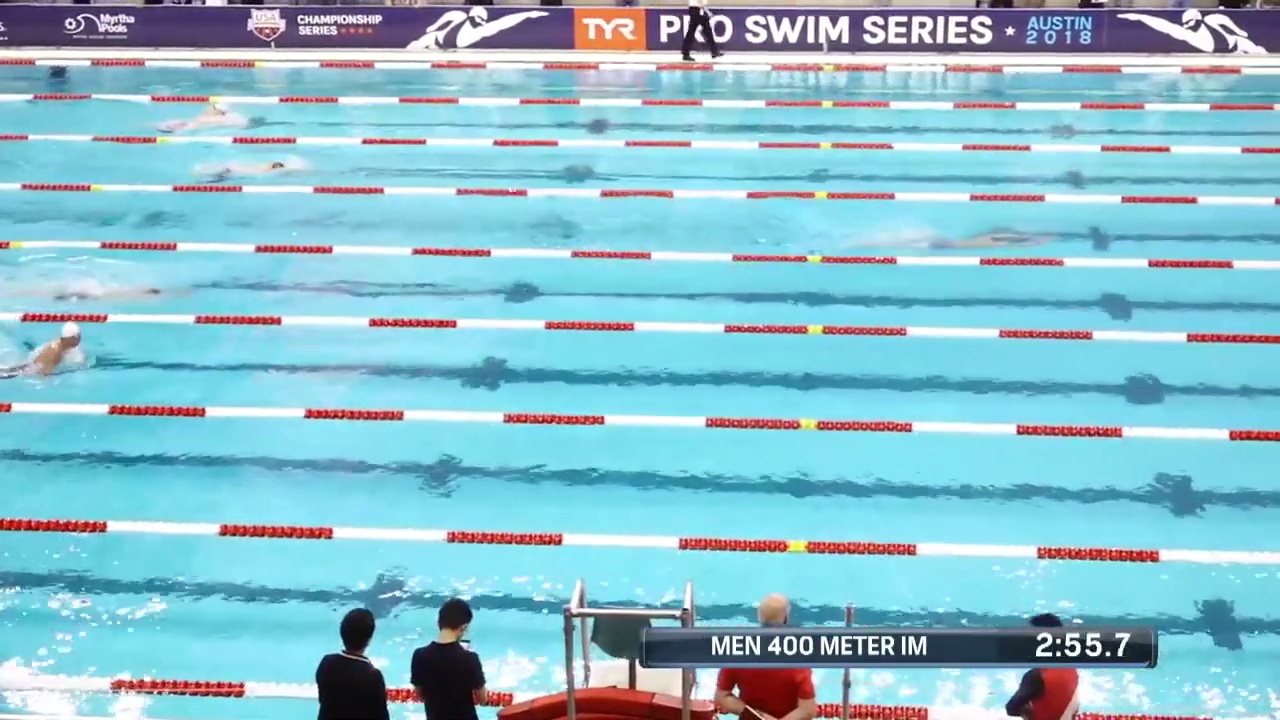 Myrtha Pools
USA
CHAMPIONSHIP SERIES
TYR
PRO SWIM SERIES
AUSTIN 2018
MEN 400 METER IM 2:55.7